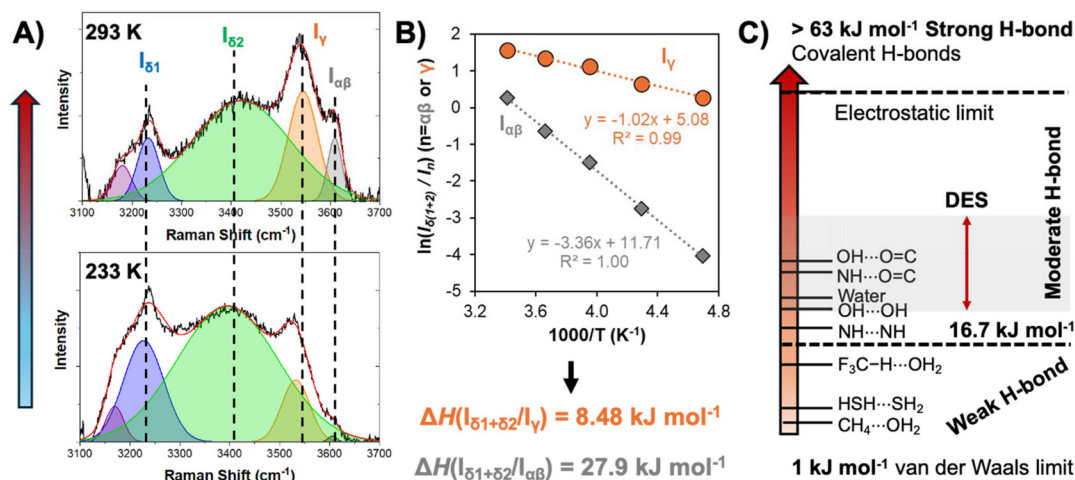 A)
293 K
Iδ1
Iδ2
Iγ
Iαβ
Intensity
3100 3200 3300 3400 3500 3600 3700
Raman Shift (cm⁻¹)
233 K
Intensity
3100 3200 3300 3400 3500 3600 3700
Raman Shift (cm⁻¹)
B)
ln(Iδ(1+2) / Iₙ) (n=αβ or γ)
2
1
0
-1
-2
-3
-4
-5
Iγ
y = -1.02x + 5.08
R² = 0.99
Iαβ
y = -3.36x + 11.71
R² = 1.00
3.2 3.6 4.0 4.4 4.8
1000/T (K⁻¹)
ΔH(Iδ1+δ2/Iγ) = 8.48 kJ mol⁻¹
ΔH(Iδ1+δ2/Iαβ) = 27.9 kJ mol⁻¹
C)
> 63 kJ mol⁻¹ Strong H-bond
Covalent H-bonds
Electrostatic limit
DES
Moderate H-bond
OH···O=C
NH···O=C
Water
OH···OH
NH···NH
16.7 kJ mol⁻¹
F₃C−H···OH₂
Weak H-bond
HSH···SH₂
CH₄···OH₂
1 kJ mol⁻¹ van der Waals limit